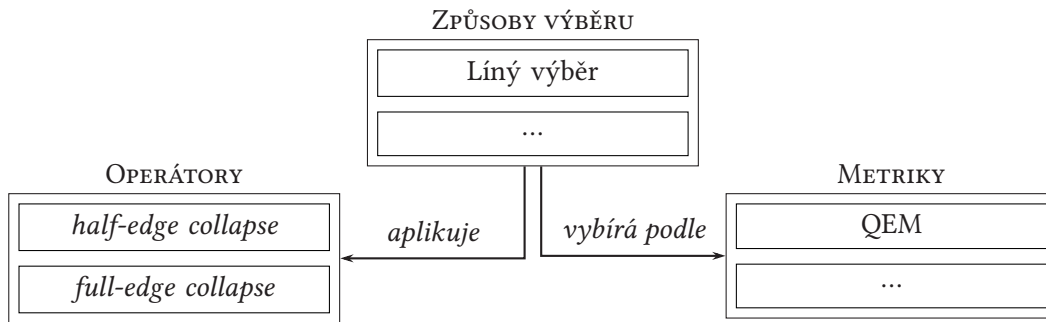 Způsoby výběru
Líný výběr
...
Operátory
half-edge collapse
full-edge collapse
aplikuje
vybírá podle
Metriky
QEM
...